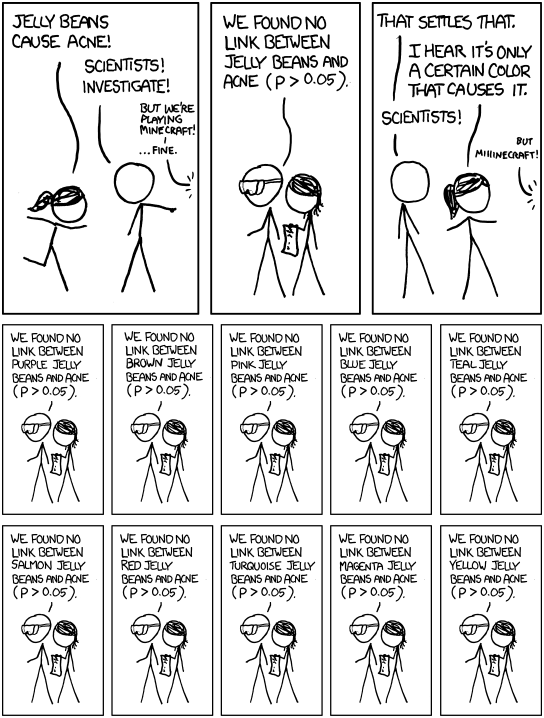 JELLY BEANS
CAUSE ACNE!
SCIENTISTS!
INVESTIGATE!
BUT WE'RE
PLAYING
MINECRAFT!
...FINE.
WE FOUND NO
LINK BETWEEN
JELLY BEANS AND
ACNE (P > 0.05).
THAT SETTLES THAT.
I HEAR IT'S ONLY
A CERTAIN COLOR
THAT CAUSES IT.
SCIENTISTS!
BUT
MIIINECRAFT!
WE FOUND NO
LINK BETWEEN
PURPLE JELLY
BEANS AND ACNE
(P > 0.05).
WE FOUND NO
LINK BETWEEN
BROWN JELLY
BEANS AND ACNE
(P > 0.05).
WE FOUND NO
LINK BETWEEN
PINK JELLY
BEANS AND ACNE
(P > 0.05).
WE FOUND NO
LINK BETWEEN
BLUE JELLY
BEANS AND ACNE
(P > 0.05).
WE FOUND NO
LINK BETWEEN
TEAL JELLY
BEANS AND ACNE
(P > 0.05).
WE FOUND NO
LINK BETWEEN
SALMON JELLY
BEANS AND ACNE
(P > 0.05).
WE FOUND NO
LINK BETWEEN
RED JELLY
BEANS AND ACNE
(P > 0.05).
WE FOUND NO
LINK BETWEEN
TURQUOISE JELLY
BEANS AND ACNE
(P > 0.05).
WE FOUND NO
LINK BETWEEN
MAGENTA JELLY
BEANS AND ACNE
(P > 0.05).
WE FOUND NO
LINK BETWEEN
YELLOW JELLY
BEANS AND ACNE
(P > 0.05).